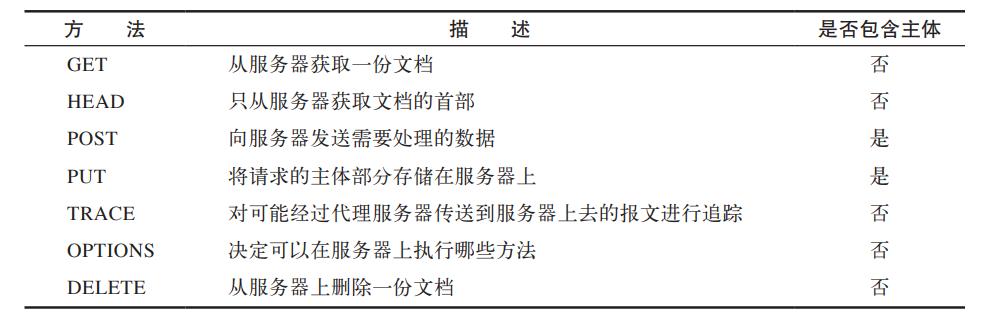 方 法 描 述 是否包含主体
GET 从服务器获取一份文档 否
HEAD 只从服务器获取文档的首部 否
POST 向服务器发送需要处理的数据 是
PUT 将请求的主体部分存储在服务器上 是
TRACE 对可能经过代理服务器传送到服务器上去的报文进行追踪 否
OPTIONS 决定可以在服务器上执行哪些方法 否
DELETE 从服务器上删除一份文档 否